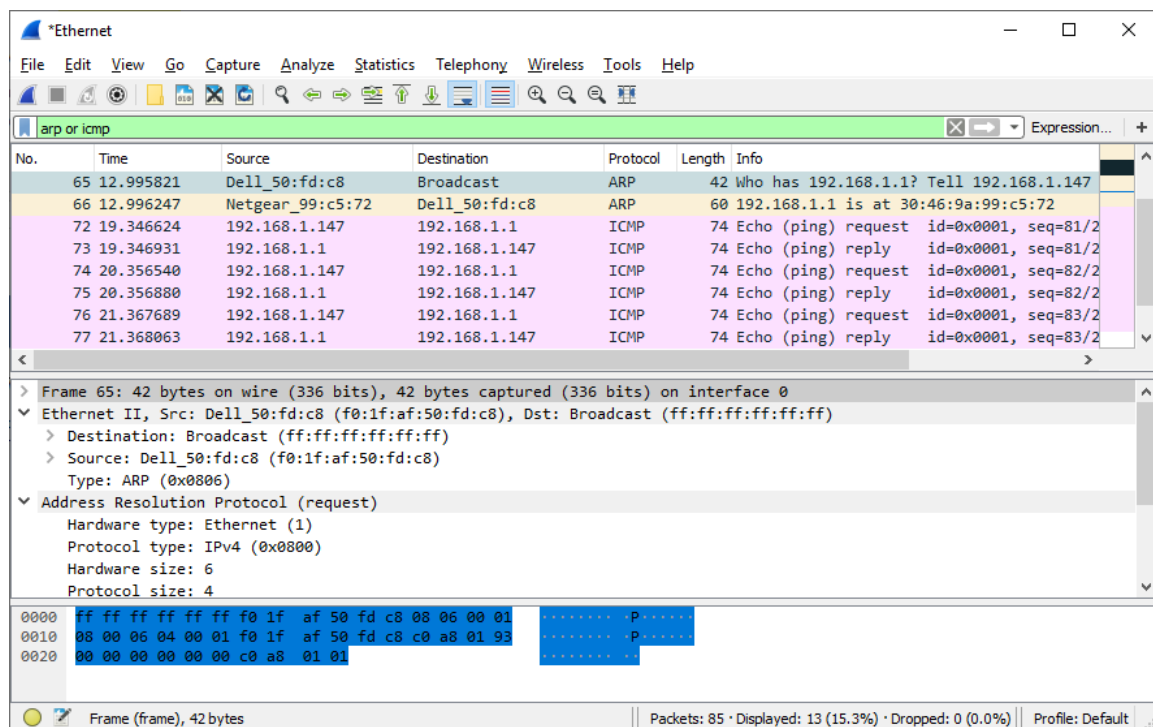 *Ethernet
File Edit View Go Capture Analyze Statistics Telephony Wireless Tools Help
arp or icmp Expression... +
No. Time Source Destination Protocol Length Info
65 12.995821 Dell_50:fd:c8 Broadcast ARP 42 Who has 192.168.1.1? Tell 192.168.1.147
66 12.996247 Netgear_99:c5:72 Dell_50:fd:c8 ARP 60 192.168.1.1 is at 30:46:9a:99:c5:72
72 19.346624 192.168.1.147 192.168.1.1 ICMP 74 Echo (ping) request id=0x0001, seq=81/2
73 19.346931 192.168.1.1 192.168.1.147 ICMP 74 Echo (ping) reply id=0x0001, seq=81/2
74 20.356540 192.168.1.147 192.168.1.1 ICMP 74 Echo (ping) request id=0x0001, seq=82/2
75 20.356880 192.168.1.1 192.168.1.147 ICMP 74 Echo (ping) reply id=0x0001, seq=82/2
76 21.367689 192.168.1.147 192.168.1.1 ICMP 74 Echo (ping) request id=0x0001, seq=83/2
77 21.368063 192.168.1.1 192.168.1.147 ICMP 74 Echo (ping) reply id=0x0001, seq=83/2
Frame 65: 42 bytes on wire (336 bits), 42 bytes captured (336 bits) on interface 0
Ethernet II, Src: Dell_50:fd:c8 (f0:1f:af:50:fd:c8), Dst: Broadcast (ff:ff:ff:ff:ff:ff)
Destination: Broadcast (ff:ff:ff:ff:ff:ff)
Source: Dell_50:fd:c8 (f0:1f:af:50:fd:c8)
Type: ARP (0x0806)
Address Resolution Protocol (request)
Hardware type: Ethernet (1)
Protocol type: IPv4 (0x0800)
Hardware size: 6
Protocol size: 4
0000 ff ff ff ff ff ff f0 1f af 50 fd c8 08 06 00 01 ········ ·P······
0010 08 00 06 04 00 01 f0 1f af 50 fd c8 c0 a8 01 93 ········ ·P······
0020 00 00 00 00 00 00 c0 a8 01 01 ········ ··
Frame (frame), 42 bytes Packets: 85 · Displayed: 13 (15.3%) · Dropped: 0 (0.0%) Profile: Default